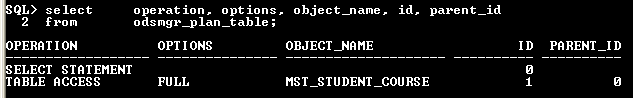 SQL> select      operation, options, object_name, id, parent_id
  2  from        odsmgr_plan_table;
OPERATION          OPTIONS         OBJECT_NAME                  ID  PARENT_ID
------------------ --------------- -------------------- ---------- ----------
SELECT STATEMENT                                                 0
TABLE ACCESS       FULL            MST_STUDENT_COURSE            1          0